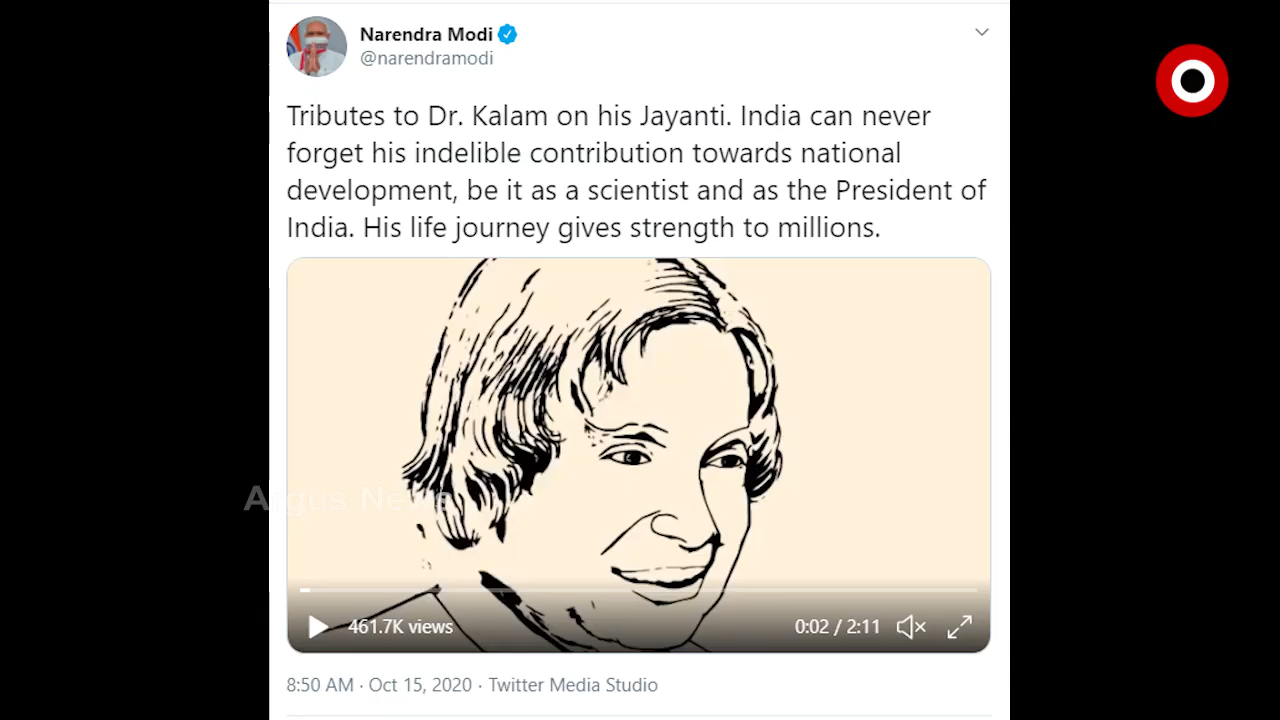 Narendra Modi
@narendramodi
Tributes to Dr. Kalam on his Jayanti. India can never
forget his indelible contribution towards national
development, be it as a scientist and as the President of
India. His life journey gives strength to millions.
Argus News
461.7K views
0:02 / 2:11
8:50 AM · Oct 15, 2020 · Twitter Media Studio